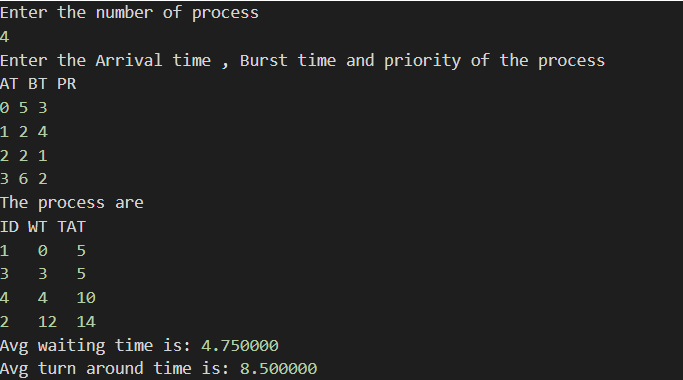 Enter the number of process
4
Enter the Arrival time , Burst time and priority of the process
AT BT PR
0 5 3
1 2 4
2 2 1
3 6 2
The process are
ID WT TAT
1 0 5
3 3 5
4 4 10
2 12 14
Avg waiting time is: 4.750000
Avg turn around time is: 8.500000